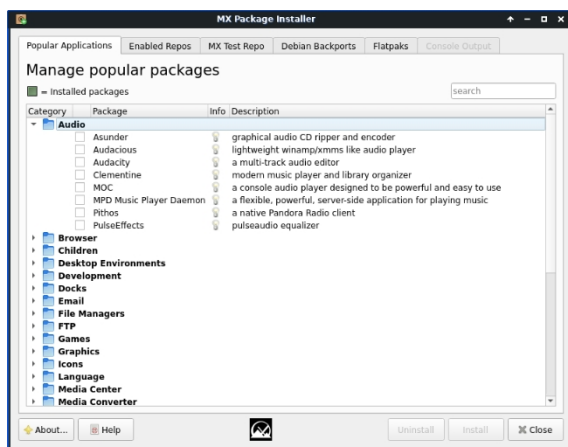 MX Package Installer
Popular Applications Enabled Repos MX Test Repo Debian Backports Flatpaks Console Output
Manage popular packages
= Installed packages search
Category Package Info Description
Audio
Asunder graphical audio CD ripper and encoder
Audacious lightweight winamp/xmms like audio player
Audacity a multi-track audio editor
Clementine modern music player and library organizer
MOC a console audio player designed to be powerful and easy to use
MPD Music Player Daemon a flexible, powerful, server-side application for playing music
Pithos a native Pandora Radio client
PulseEffects pulseaudio equalizer
Browser
Children
Desktop Environments
Development
Docks
Email
File Managers
FTP
Games
Graphics
Icons
Language
Media Center
Media Converter
About... Help Uninstall Install Close